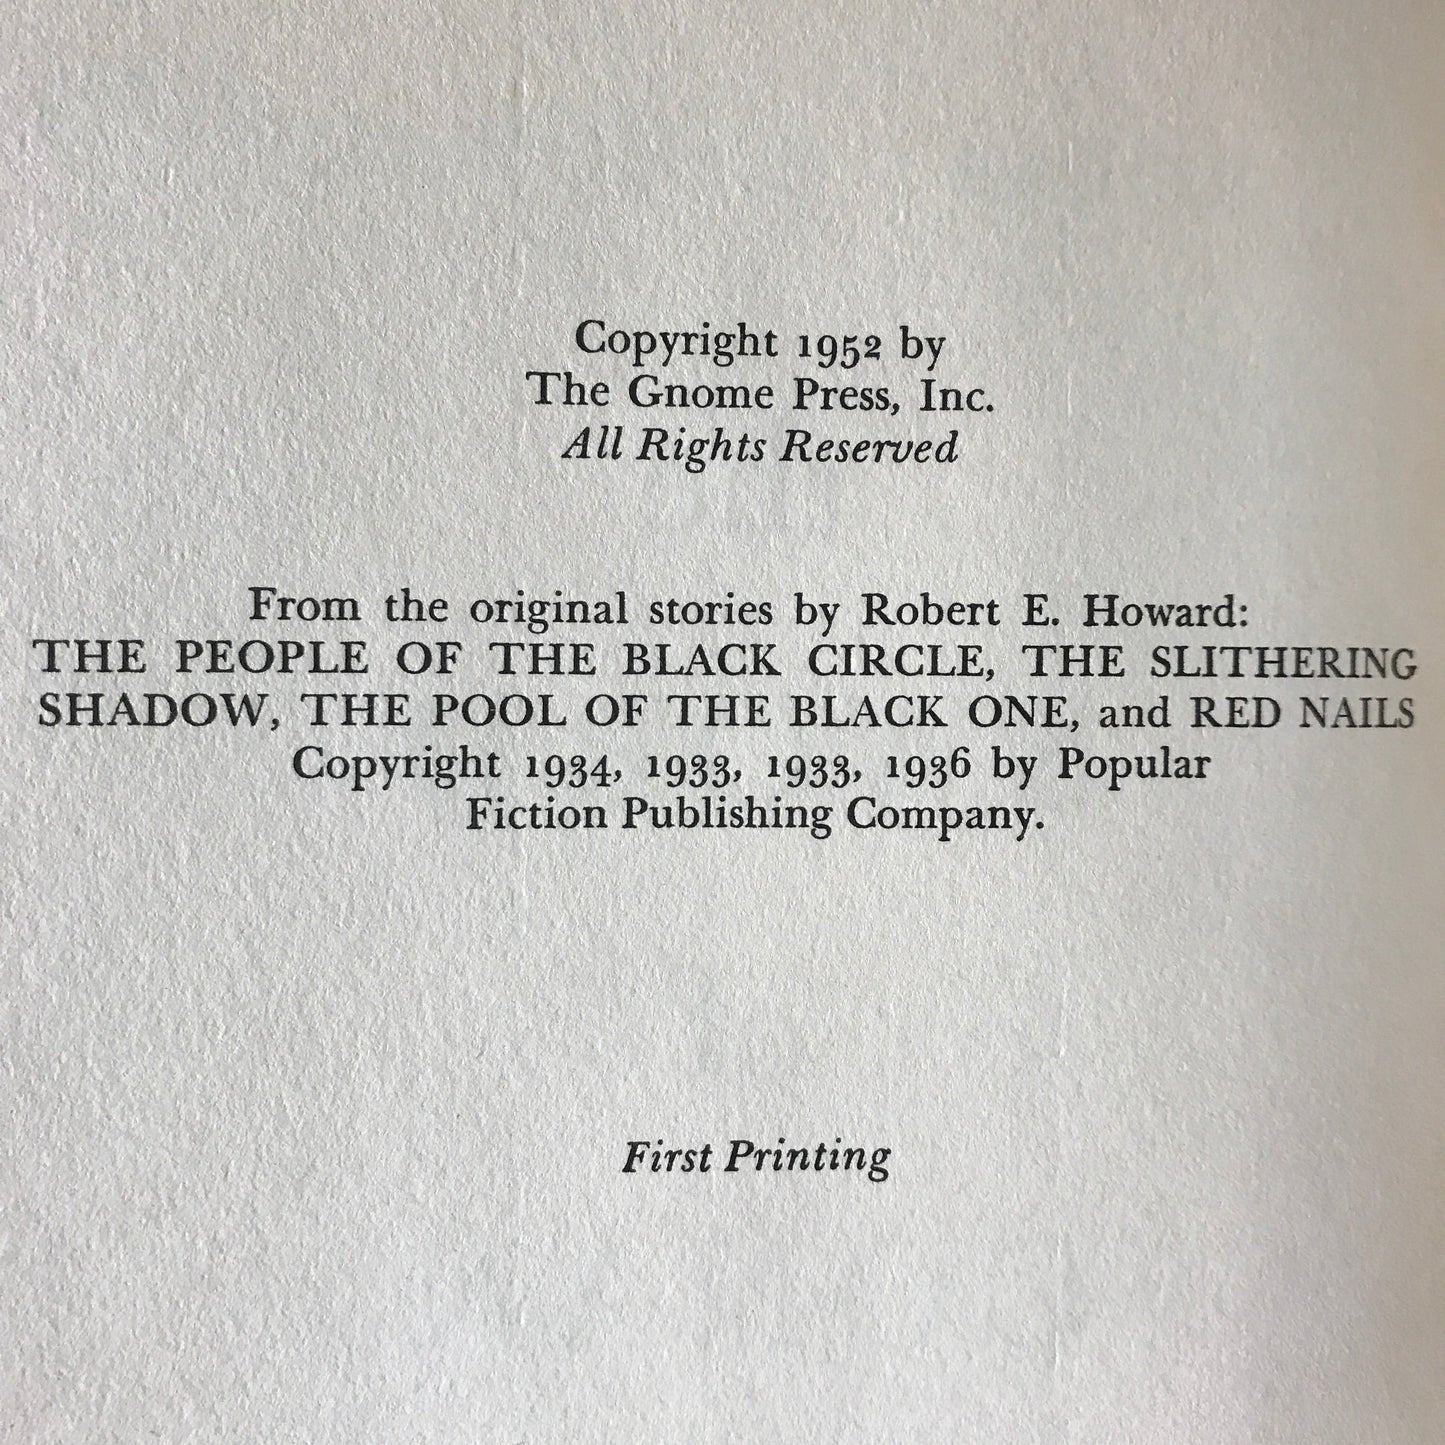 Copyright 1952 by
The Gnome Press, Inc.
All Rights Reserved
From the original stories by Robert E. Howard:
THE PEOPLE OF THE BLACK CIRCLE, THE SLITHERING
SHADOW, THE POOL OF THE BLACK ONE, and RED NAILS
Copyright 1934, 1933, 1933, 1936 by Popular
Fiction Publishing Company.
First Printing